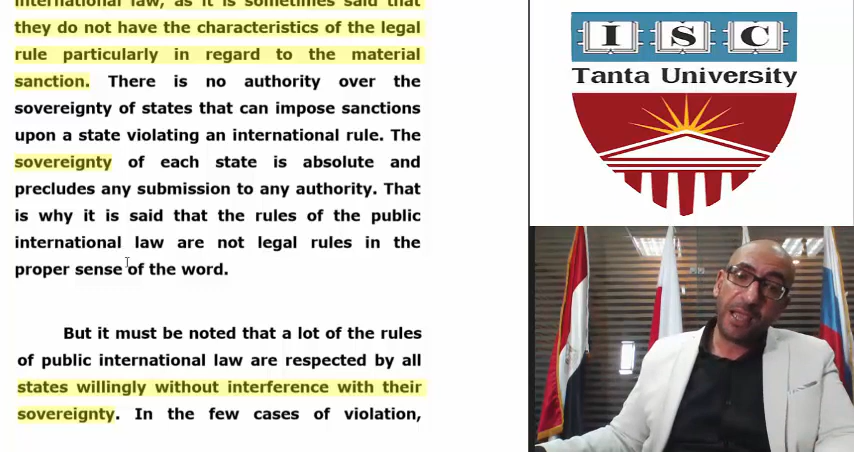 international law, as it is sometimes said that
they do not have the characteristics of the legal
rule particularly in regard to the material
sanction. There is no authority over the
sovereignty of states that can impose sanctions
upon a state violating an international rule. The
sovereignty of each state is absolute and
precludes any submission to any authority. That
is why it is said that the rules of the public
international law are not legal rules in the
proper sense of the word.
But it must be noted that a lot of the rules
of public international law are respected by all
states willingly without interference with their
sovereignty. In the few cases of violation,
I S C
Tanta University